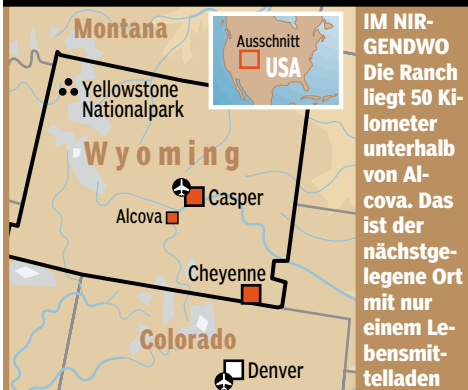 Montana
Ausschnitt
USA
Yellowstone
Nationalpark
Wyoming
Casper
Alcova
Cheyenne
Colorado
Denver
IM NIR-
GENDWO
Die Ranch
liegt 50 Ki-
lometer
unterhalb
von Al-
cova. Das
ist der
nächstge-
legene Ort
mit nur
einem Le-
bensmit-
telladen